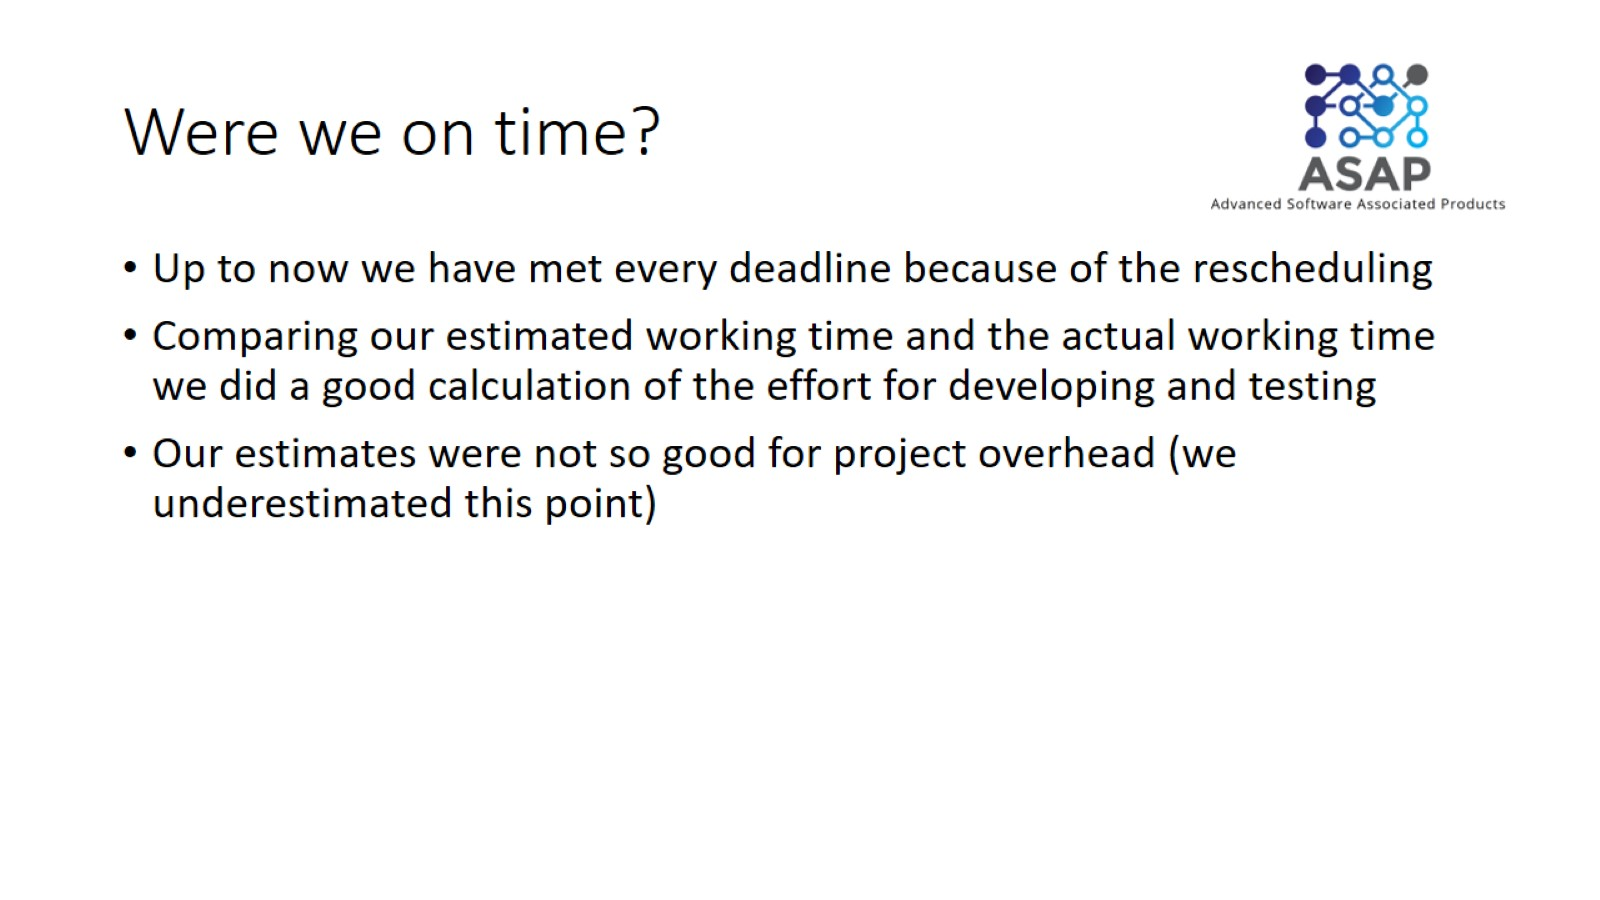 Were we on time?
ASAP
Advanced Software Associated Products
• Up to now we have met every deadline because of the rescheduling
• Comparing our estimated working time and the actual working time
we did a good calculation of the effort for developing and testing
• Our estimates were not so good for project overhead (we
underestimated this point)